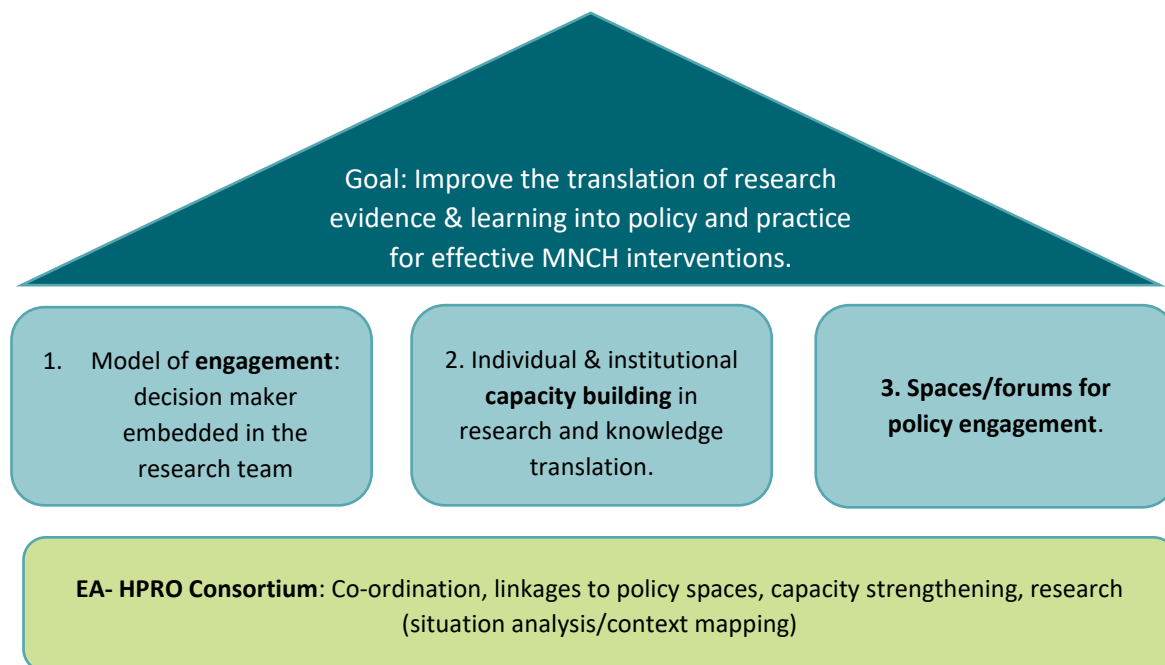 Goal: Improve the translation of research
evidence & learning into policy and practice
for effective MNCH interventions.
1. Model of engagement:
decision maker
embedded in the
research team
2. Individual & institutional
capacity building in
research and knowledge
translation.
3. Spaces/forums for
policy engagement.
EA- HPRO Consortium: Co-ordination, linkages to policy spaces, capacity strengthening, research
(situation analysis/context mapping)